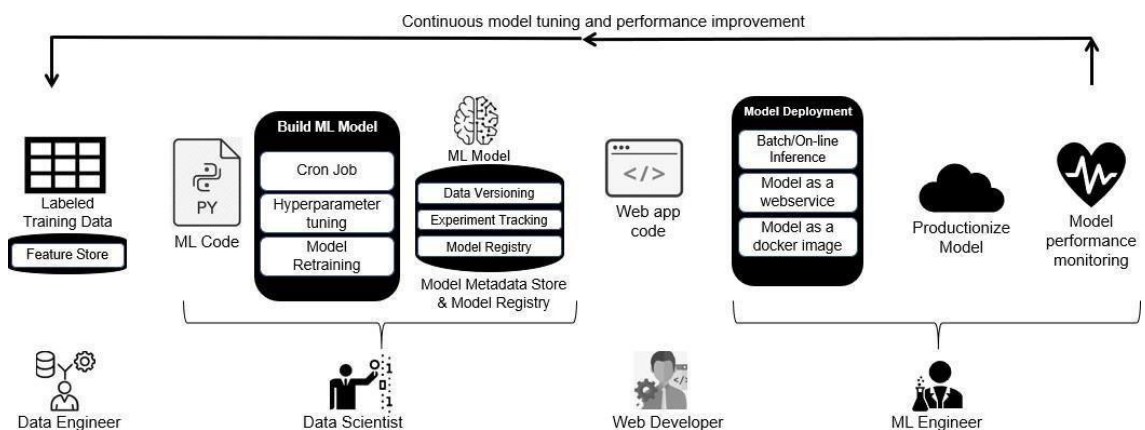 Continuous model tuning and performance improvement
Labeled
Training Data
Feature Store
PY
ML Code
Build ML Model
Cron Job
Hyperparameter
tuning
Model
Retraining
ML Model
Data Versioning
Experiment Tracking
Model Registry
Model Metadata Store
& Model Registry
</>
Web app
code
Model Deployment
Batch/On-line
Inference
Model as a
webservice
Model as a
docker image
Productionize
Model
Model
performance
monitoring
Data Engineer
1
0
1
Data Scientist
</>
Web Developer
ML Engineer